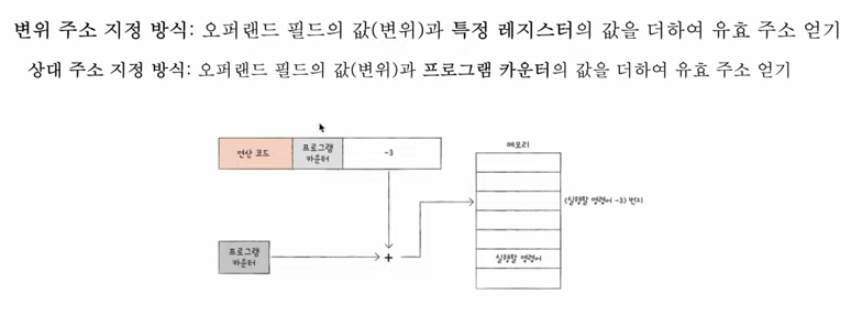 변위 주소 지정 방식: 오퍼랜드 필드의 값(변위)과 특정 레지스터의 값을 더하여 유효 주소 얻기
상대 주소 지정 방식: 오퍼랜드 필드의 값(변위)과 프로그램 카운터의 값을 더하여 유효 주소 얻기
메모리
연산 코드
프로그램
카운터
-3
(실행할 명령어 -3) 번지
프로그램
카운터
+
실행할 명령어